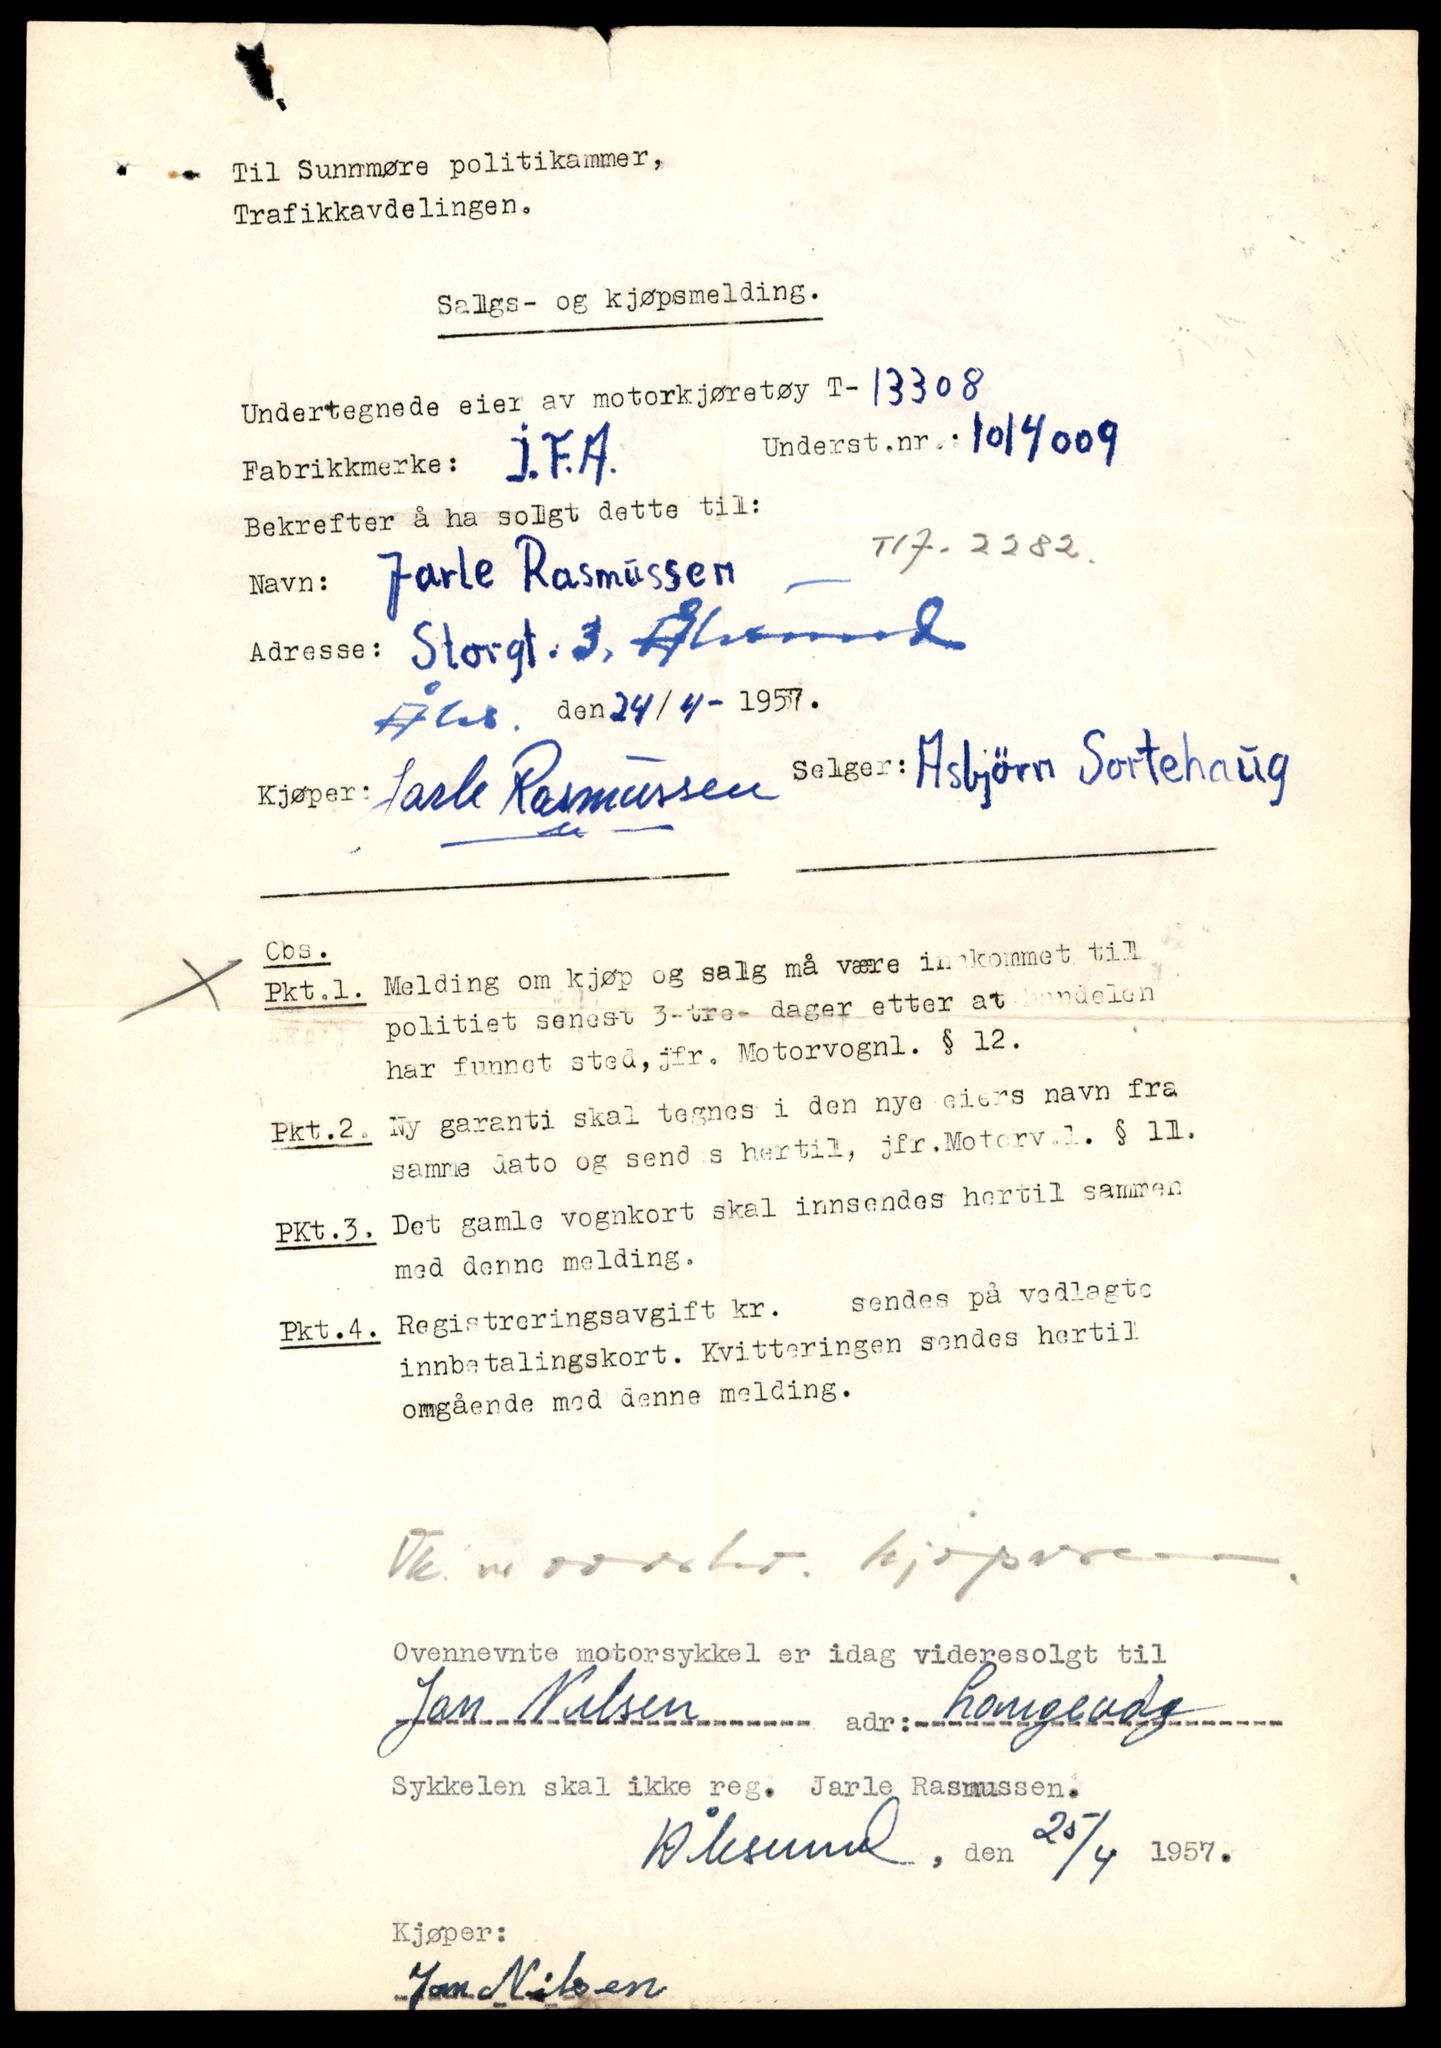 Til Sunnmøre politikammer,
Trafikkavdelingen.
Salgs- og kjøpsmelding.
Undertegnede eier av motorkjøretøy T- 13308
Fabrikkmerke: J.F.A. Underst.nr.: 1014009
Bekrefter å ha solgt dette til:
Tlf. 2282.
Navn: Jarle Rasmussen
Adresse: Storgt. 3, Ålesund
Åles. den 24/4- 1957.
Kjøper: Jarle Rasmussen Selger: Asbjörn Sortehaug
Obs.
Pkt.1. Melding om kjøp og salg må være innkommet til
politiet senest 3-tre- dager etter at handelen
har funnet sted, jfr. Motorvognl. § 12.
Pkt.2. Ny garanti skal tegnes i den nye eiers navn fra
samme dato og sendes hertil, jfr.Motorv.l. § 11.
PKt.3. Det gamle vognkort skal innsendes hertil sammen
med denne melding.
Pkt.4. Registreringsavgift kr. sendes på vedlagte
innbetalingskort. Kvitteringen sendes hertil
omgående med denne melding.
Vk.
Ovennevnte motorsykkel er idag videresolgt til
Jan Nilsen adr: Langevåg
Sykkelen skal ikke reg. Jarle Rasmussen.
Ålesund, den 25/4 1957.
Kjøper:
Jan Nilsen